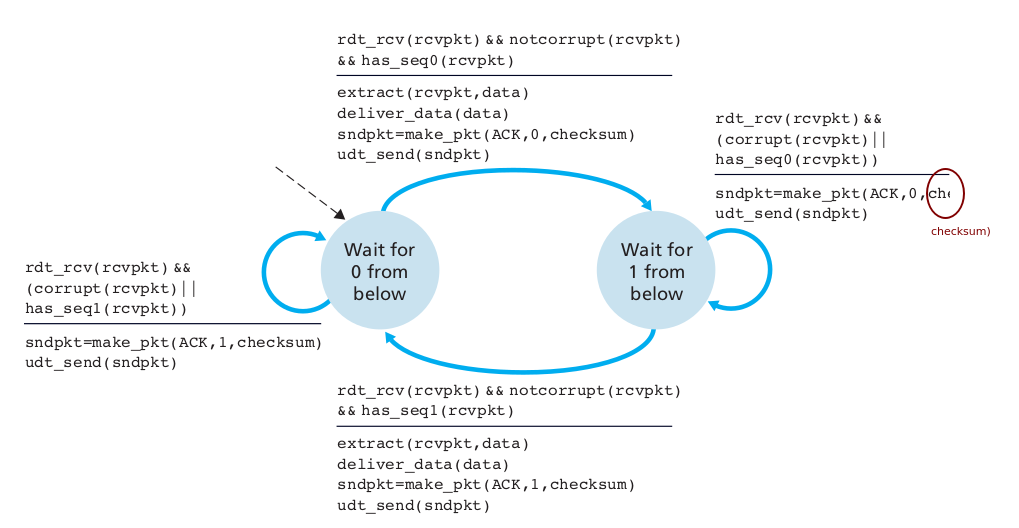 rdt_rcv(rcvpkt) && notcorrupt(rcvpkt)
&& has_seq0(rcvpkt)
extract(rcvpkt,data)
deliver_data(data)
sndpkt=make_pkt(ACK,0,checksum)
udt_send(sndpkt)
rdt_rcv(rcvpkt) &&
(corrupt(rcvpkt)||
has_seq0(rcvpkt))
sndpkt=make_pkt(ACK,0,che
udt_send(sndpkt)
checksum)
Wait for
0 from
below
Wait for
1 from
below
rdt_rcv(rcvpkt) &&
(corrupt(rcvpkt)||
has_seq1(rcvpkt))
sndpkt=make_pkt(ACK,1,checksum)
udt_send(sndpkt)
rdt_rcv(rcvpkt) && notcorrupt(rcvpkt)
&& has_seq1(rcvpkt)
extract(rcvpkt,data)
deliver_data(data)
sndpkt=make_pkt(ACK,1,checksum)
udt_send(sndpkt)